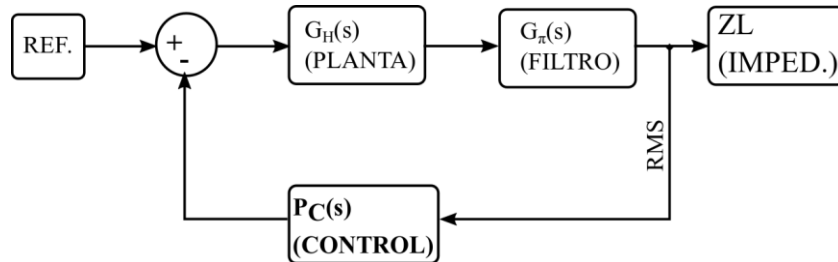 REF.
+
-
G_H(s)
(PLANTA)
G_π(s)
(FILTRO)
ZL
(IMPED.)
RMS
P_C(s)
(CONTROL)